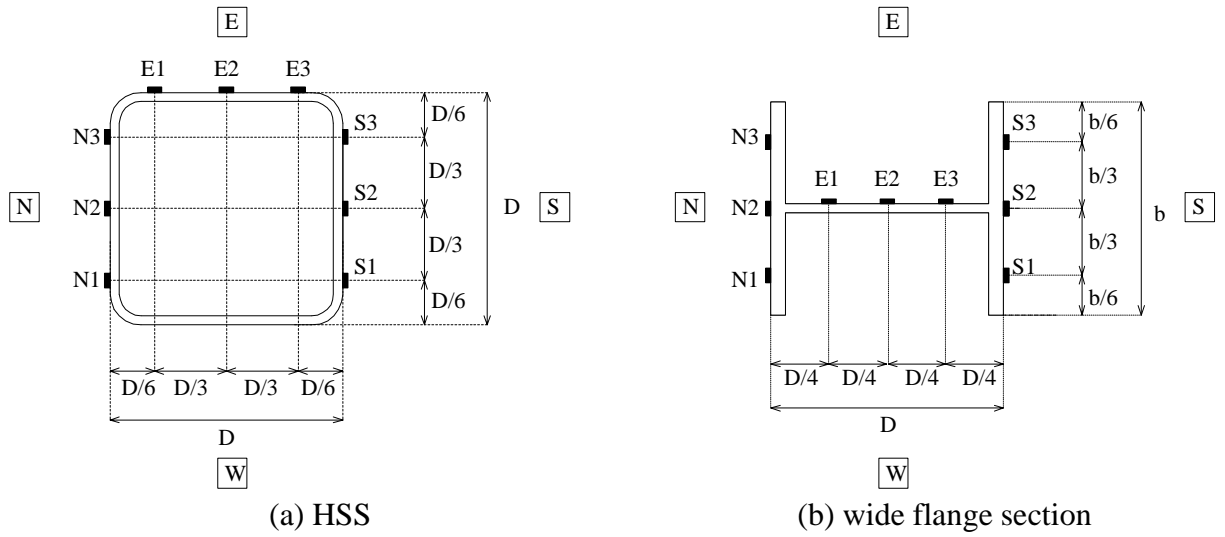 E
E1 E2 E3
N3
N2
N1
N
S3
S2
S1
S
D/6
D/3
D/3
D/6
D
D/6 D/3 D/3 D/6
D
W
(a) HSS
E
N3
N2
N1
N
E1 E2 E3
S3
S2
S1
S
b/6
b/3
b/3
b/6
b
D/4 D/4 D/4 D/4
D
W
(b) wide flange section